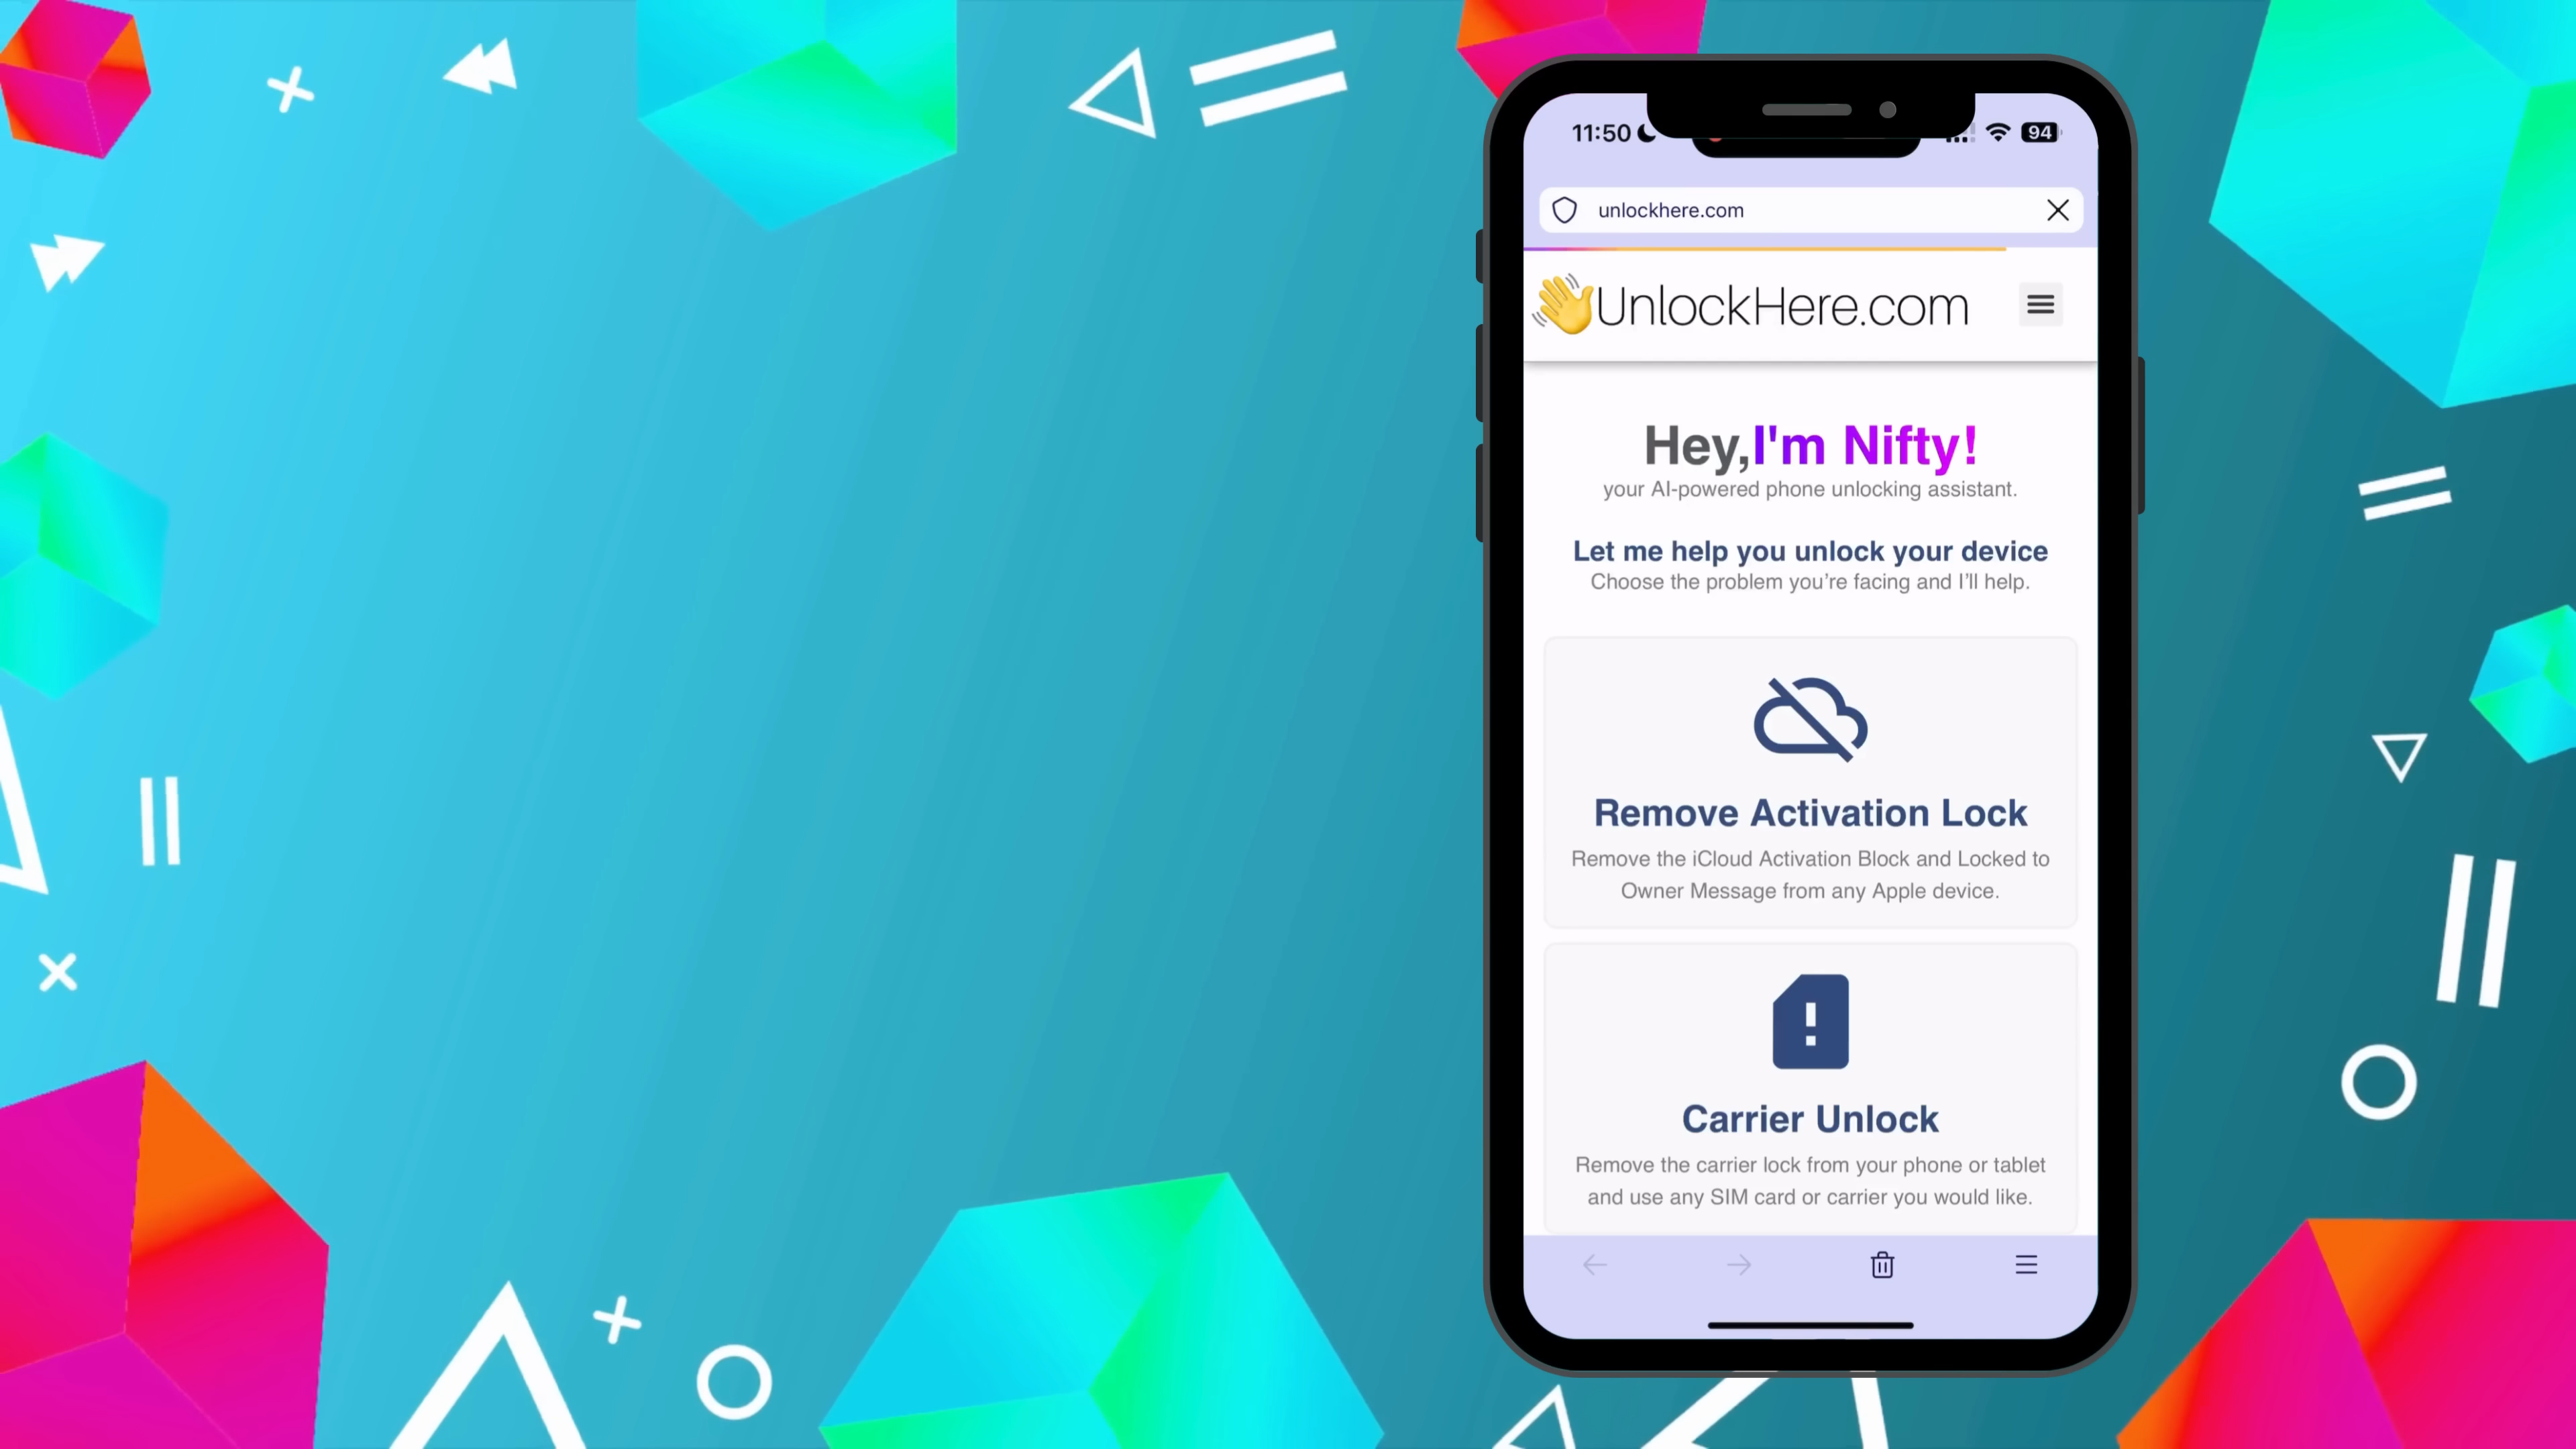 11:50
94
unlockhere.com
UnlockHere.com
Hey,I'm Nifty!
your AI-powered phone unlocking assistant.
Let me help you unlock your device
Choose the problem you’re facing and I’ll help.
Remove Activation Lock
Remove the iCloud Activation Block and Locked to
Owner Message from any Apple device.
Carrier Unlock
Remove the carrier lock from your phone or tablet
and use any SIM card or carrier you would like.